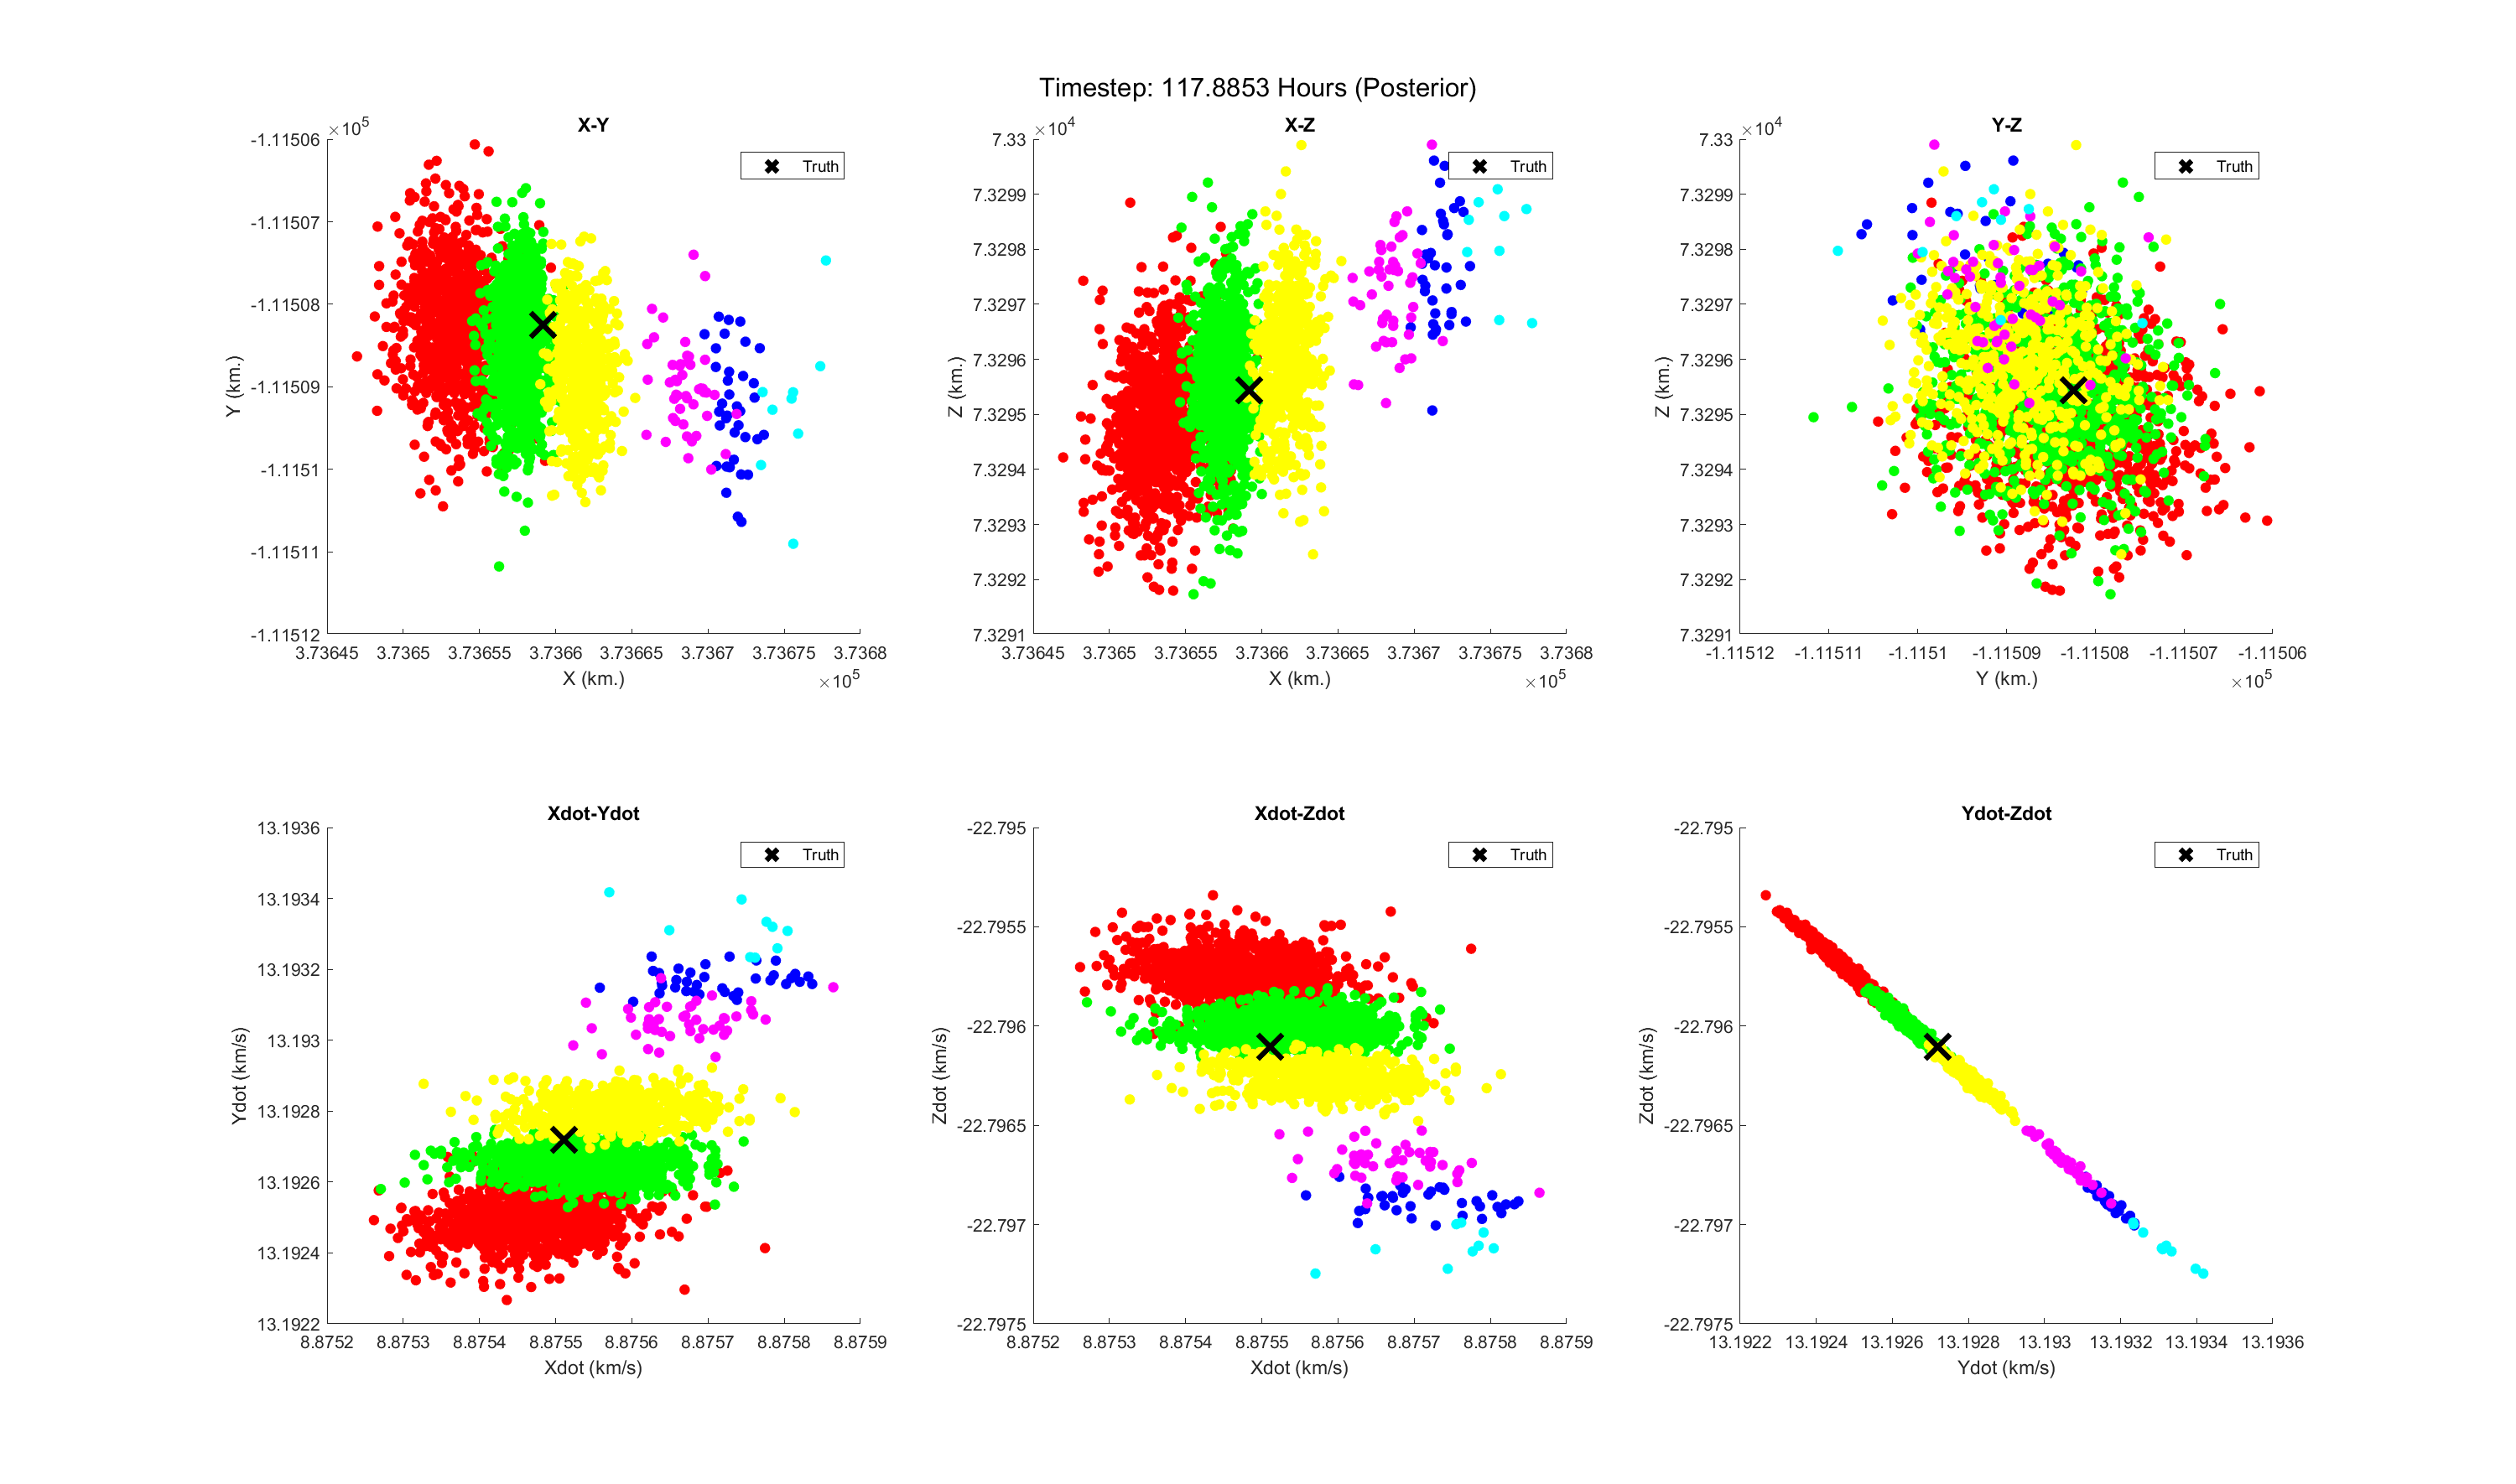 Timestep: 117.8853 Hours (Posterior)
X-Y
×10^5
-1.11506
-1.11507
-1.11508
-1.11509
-1.1151
-1.11511
-1.11512
Y (km.)
Truth
3.73645 3.7365 3.73655 3.7366 3.73665 3.7367 3.73675 3.7368
X (km.)
×10^5
X-Z
×10^4
7.33
7.3299
7.3298
7.3297
7.3296
7.3295
7.3294
7.3293
7.3292
7.3291
Z (km.)
Truth
3.73645 3.7365 3.73655 3.7366 3.73665 3.7367 3.73675 3.7368
X (km.)
×10^5
Y-Z
×10^4
7.33
7.3299
7.3298
7.3297
7.3296
7.3295
7.3294
7.3293
7.3292
7.3291
Z (km.)
Truth
-1.11512 -1.11511 -1.1151 -1.11509 -1.11508 -1.11507 -1.11506
Y (km.)
×10^5
Xdot-Ydot
13.1936
13.1934
13.1932
13.193
13.1928
13.1926
13.1924
13.1922
Ydot (km/s)
Truth
8.8752 8.8753 8.8754 8.8755 8.8756 8.8757 8.8758 8.8759
Xdot (km/s)
Xdot-Zdot
-22.795
-22.7955
-22.796
-22.7965
-22.797
-22.7975
Zdot (km/s)
Truth
8.8752 8.8753 8.8754 8.8755 8.8756 8.8757 8.8758 8.8759
Xdot (km/s)
Ydot-Zdot
-22.795
-22.7955
-22.796
-22.7965
-22.797
-22.7975
Zdot (km/s)
Truth
13.1922 13.1924 13.1926 13.1928 13.193 13.1932 13.1934 13.1936
Ydot (km/s)